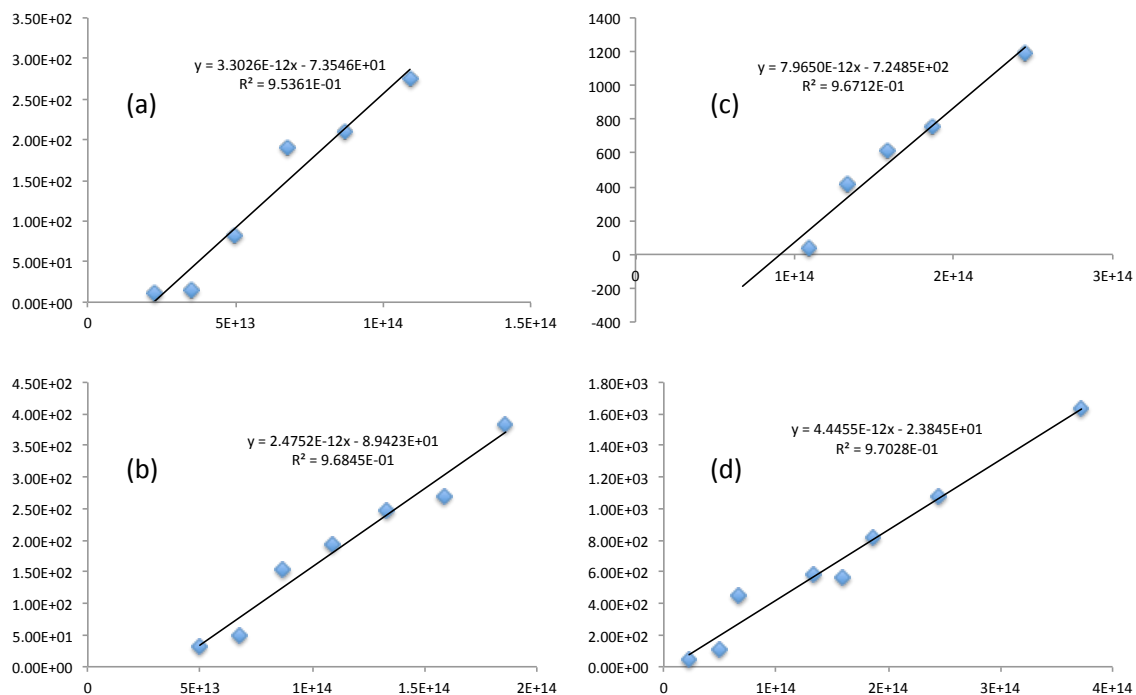 3.50E+02
3.00E+02
2.50E+02
2.00E+02
1.50E+02
1.00E+02
5.00E+01
0.00E+00
0
5E+13
1E+14
1.5E+14
y = 3.3026E-12x - 7.3546E+01
R² = 9.5361E-01
(a)
1400
1200
1000
800
600
400
200
0
-200
-400
0
1E+14
2E+14
3E+14
y = 7.9650E-12x - 7.2485E+02
R² = 9.6712E-01
(c)
4.50E+02
4.00E+02
3.50E+02
3.00E+02
2.50E+02
2.00E+02
1.50E+02
1.00E+02
5.00E+01
0.00E+00
0
5E+13
1E+14
1.5E+14
2E+14
y = 2.4752E-12x - 8.9423E+01
R² = 9.6845E-01
(b)
1.80E+03
1.60E+03
1.40E+03
1.20E+03
1.00E+03
8.00E+02
6.00E+02
4.00E+02
2.00E+02
0.00E+00
0
1E+14
2E+14
3E+14
4E+14
y = 4.4455E-12x - 2.3845E+01
R² = 9.7028E-01
(d)